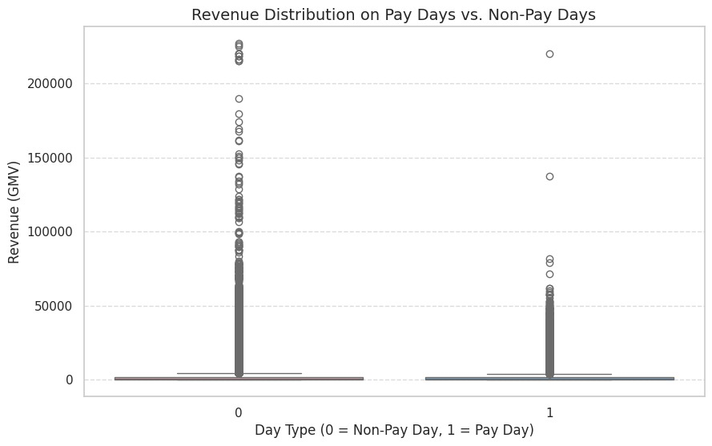 Revenue Distribution on Pay Days vs. Non-Pay Days
Revenue (GMV)
200000
150000
100000
50000
0
0
1
Day Type (0 = Non-Pay Day, 1 = Pay Day)